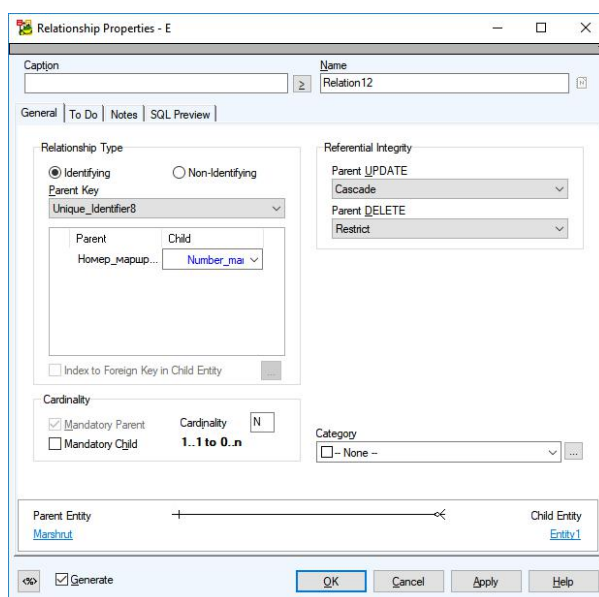 Relationship Properties - E
Caption
Name
≥
Relation12
General To Do Notes SQL Preview
Relationship Type
Identifying Non-Identifying
Parent Key
Unique_Identifier8
Parent Child
Номер_маршр... Number_mai
Index to Foreign Key in Child Entity
...
Referential Integrity
Parent UPDATE
Cascade
Parent DELETE
Restrict
Cardinality
Mandatory Parent Cardinality N
Mandatory Child 1..1 to 0..n
Category
-- None --
...
Parent Entity Child Entity
Marshrut Entity1
<%> Generate OK Cancel Apply Help